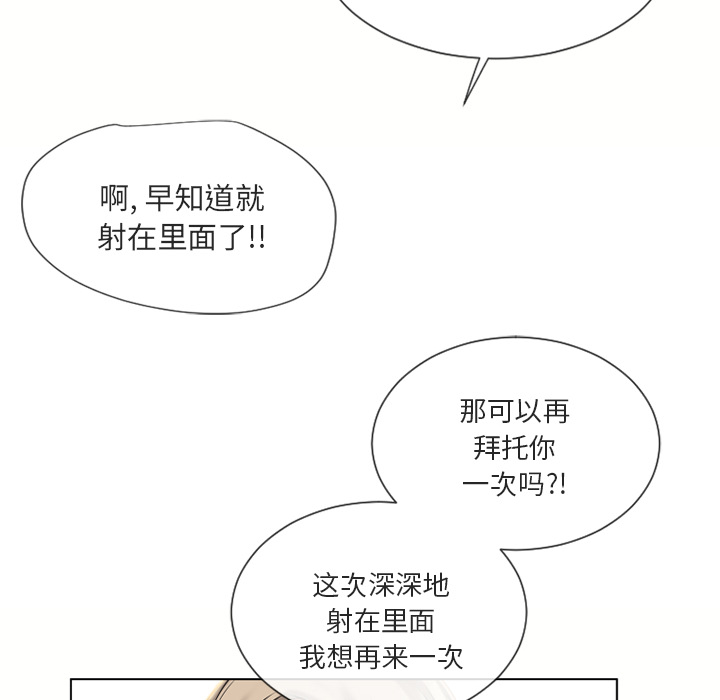 啊, 早知道就
射在里面了!!
那可以再
拜托你
一次吗?!
这次深深地
射在里面
我想再来一次